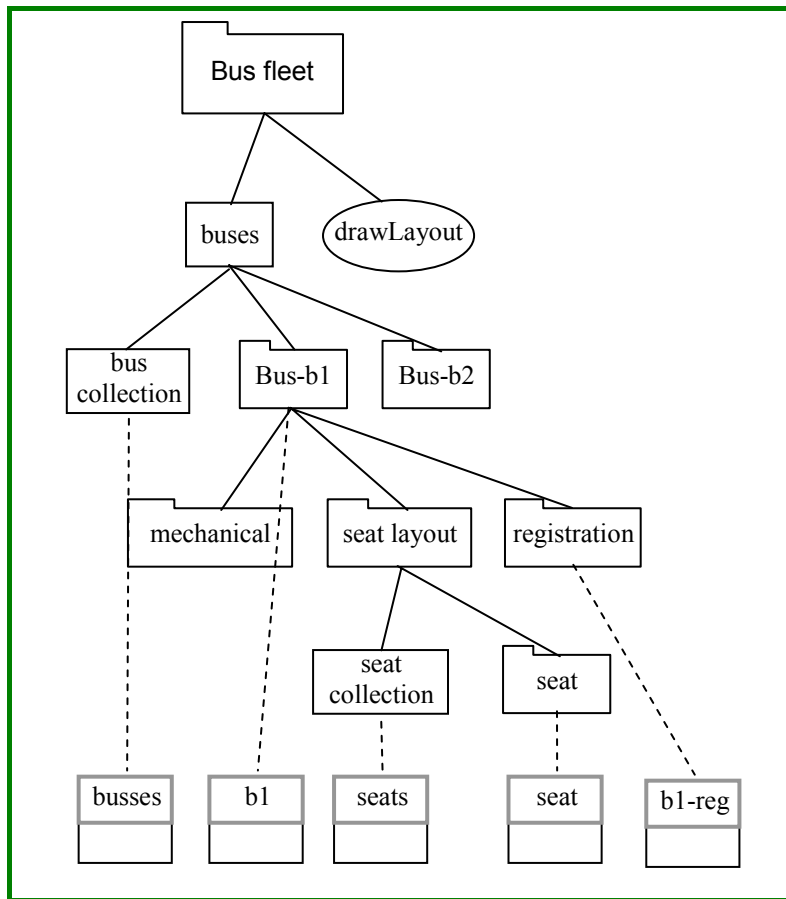 Bus fleet
buses
drawLayout
bus
collection
Bus-b1
Bus-b2
mechanical
seat layout
registration
seat
collection
seat
busses
b1
seats
seat
b1-reg